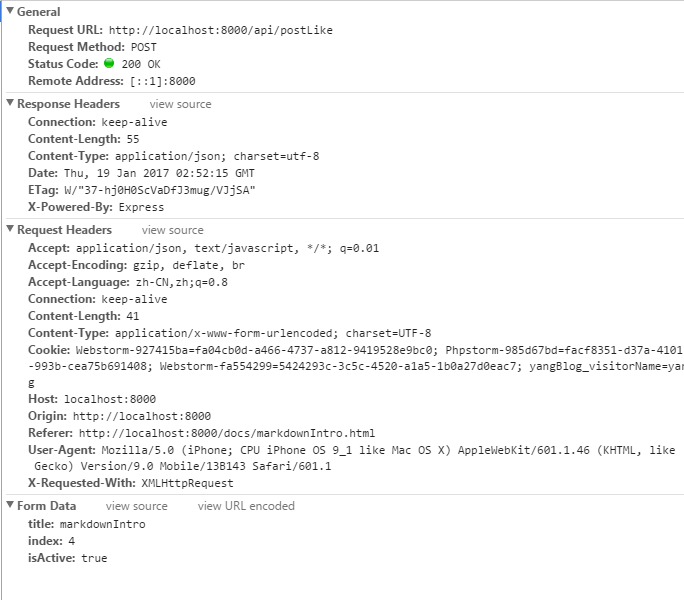 General
Request URL: http://localhost:8000/api/postLike
Request Method: POST
Status Code: 200 OK
Remote Address: [::1]:8000
Response Headers view source
Connection: keep-alive
Content-Length: 55
Content-Type: application/json; charset=utf-8
Date: Thu, 19 Jan 2017 02:52:15 GMT
ETag: W/"37-hj0H0ScVaDfJ3mug/VJjSA"
X-Powered-By: Express
Request Headers view source
Accept: application/json, text/javascript, */*; q=0.01
Accept-Encoding: gzip, deflate, br
Accept-Language: zh-CN,zh;q=0.8
Connection: keep-alive
Content-Length: 41
Content-Type: application/x-www-form-urlencoded; charset=UTF-8
Cookie: Webstorm-927415ba=fa04cb0d-a466-4737-a812-9419528e9bc0; Phpstorm-985d67bd=facf8351-d37a-4101
-993b-cea75b691408; Webstorm-fa554299=5424293c-3c5c-4520-a1a5-1b0a27d0eac7; yangBlog_visitorName=yan
g
Host: localhost:8000
Origin: http://localhost:8000
Referer: http://localhost:8000/docs/markdownIntro.html
User-Agent: Mozilla/5.0 (iPhone; CPU iPhone OS 9_1 like Mac OS X) AppleWebKit/601.1.46 (KHTML, like
Gecko) Version/9.0 Mobile/13B143 Safari/601.1
X-Requested-With: XMLHttpRequest
Form Data view source view URL encoded
title: markdownIntro
index: 4
isActive: true